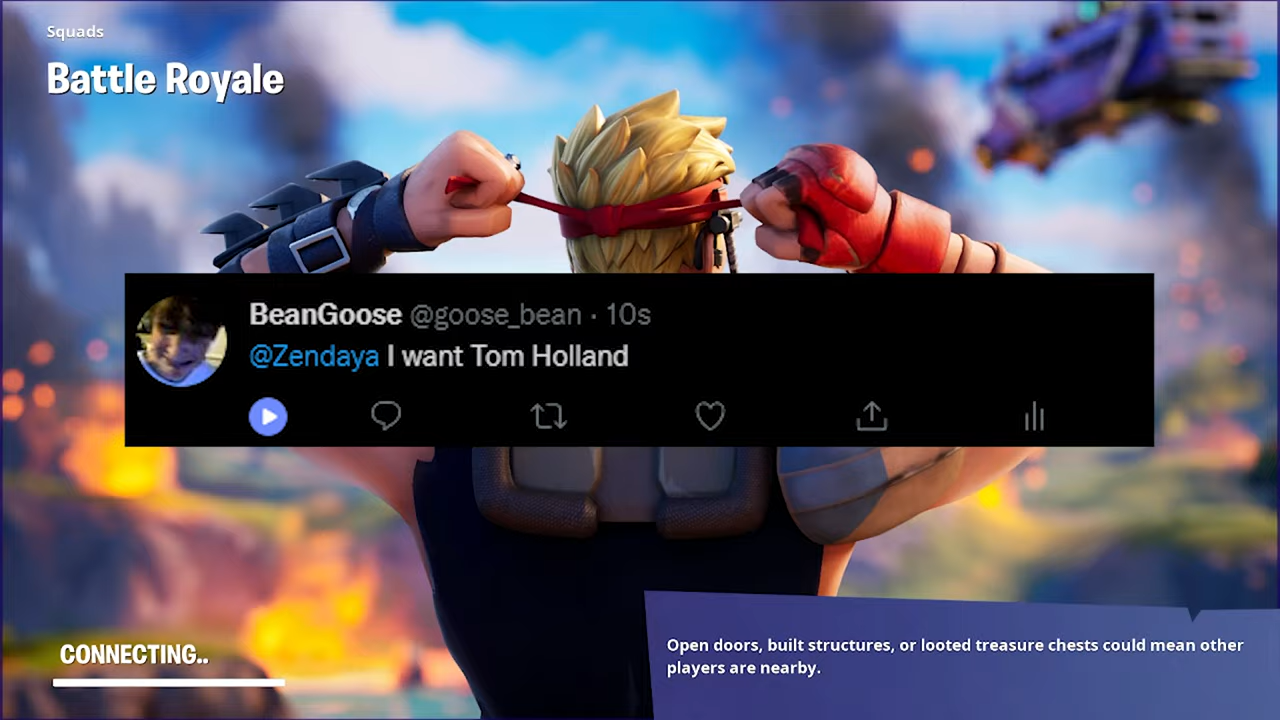 Squads
Battle Royale
BeanGoose @goose_bean · 10s
@Zendaya I want Tom Holland
CONNECTING..
Open doors, built structures, or looted treasure chests could mean other
players are nearby.